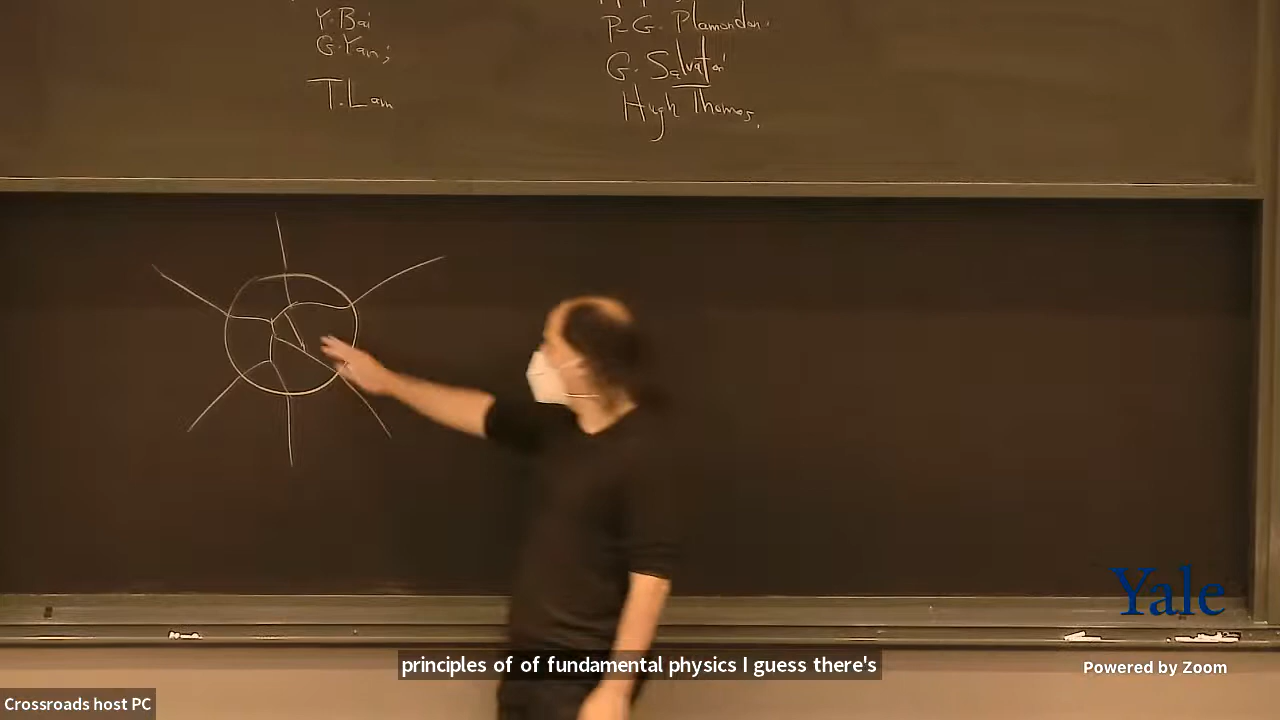 Y. Bai
G. Yan;
T. Lam
P-G. Plamondon.
G. Salvatori
Hugh Thomas.
Yale
principles of of fundamental physics I guess there's
Powered by Zoom
Crossroads host PC